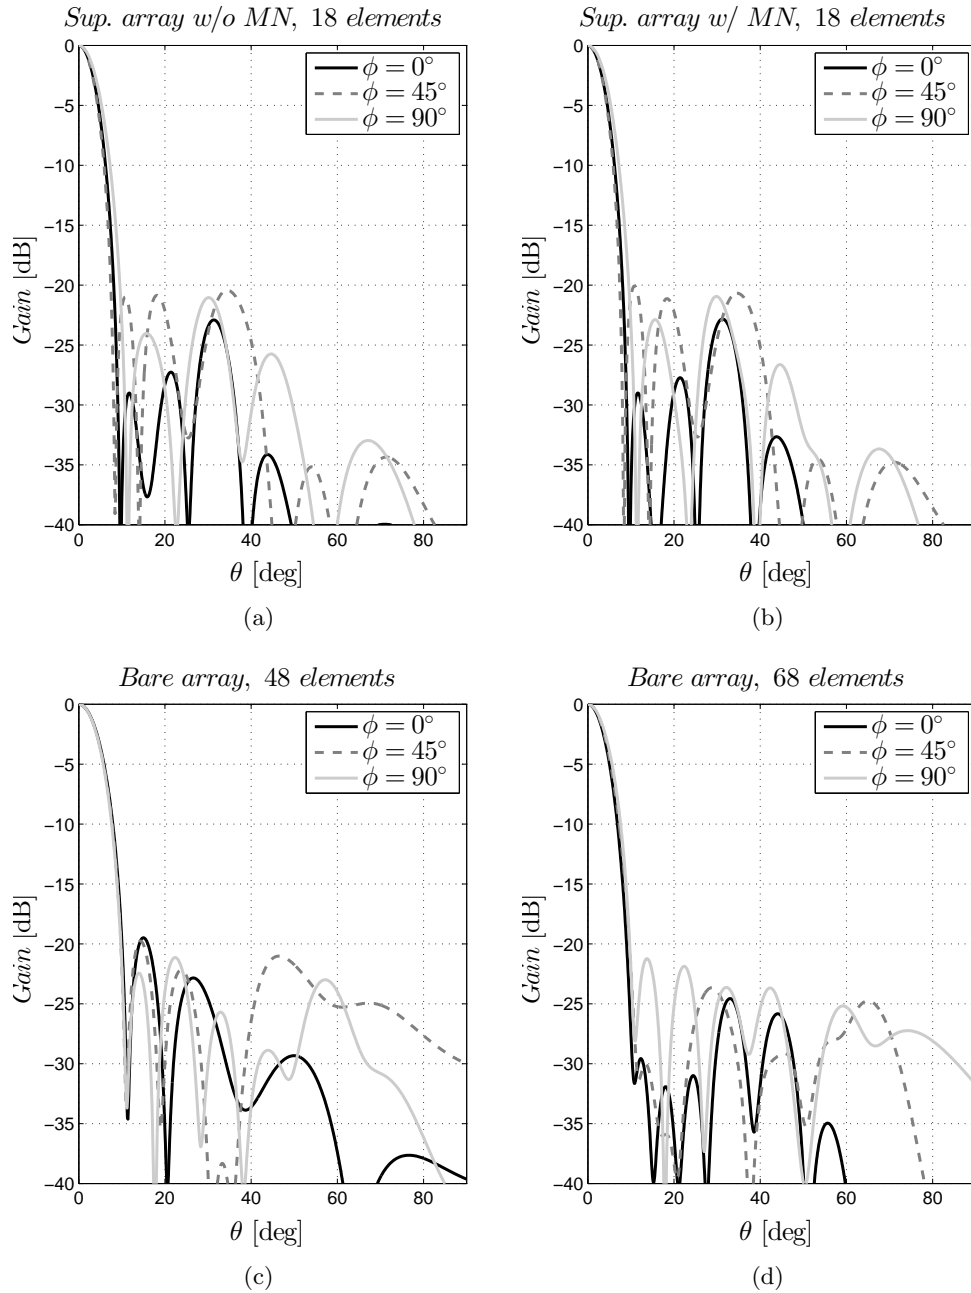 Sup. array w/o MN, 18 elements
0
−5
−10
−15
−20
−25
−30
−35
−40
Gain [dB]
ϕ = 0°
ϕ = 45°
ϕ = 90°
0 20 40 60 80
θ [deg]
(a)
Sup. array w/ MN, 18 elements
0
−5
−10
−15
−20
−25
−30
−35
−40
Gain [dB]
ϕ = 0°
ϕ = 45°
ϕ = 90°
0 20 40 60 80
θ [deg]
(b)
Bare array, 48 elements
0
−5
−10
−15
−20
−25
−30
−35
−40
Gain [dB]
ϕ = 0°
ϕ = 45°
ϕ = 90°
0 20 40 60 80
θ [deg]
(c)
Bare array, 68 elements
0
−5
−10
−15
−20
−25
−30
−35
−40
Gain [dB]
ϕ = 0°
ϕ = 45°
ϕ = 90°
0 20 40 60 80
θ [deg]
(d)